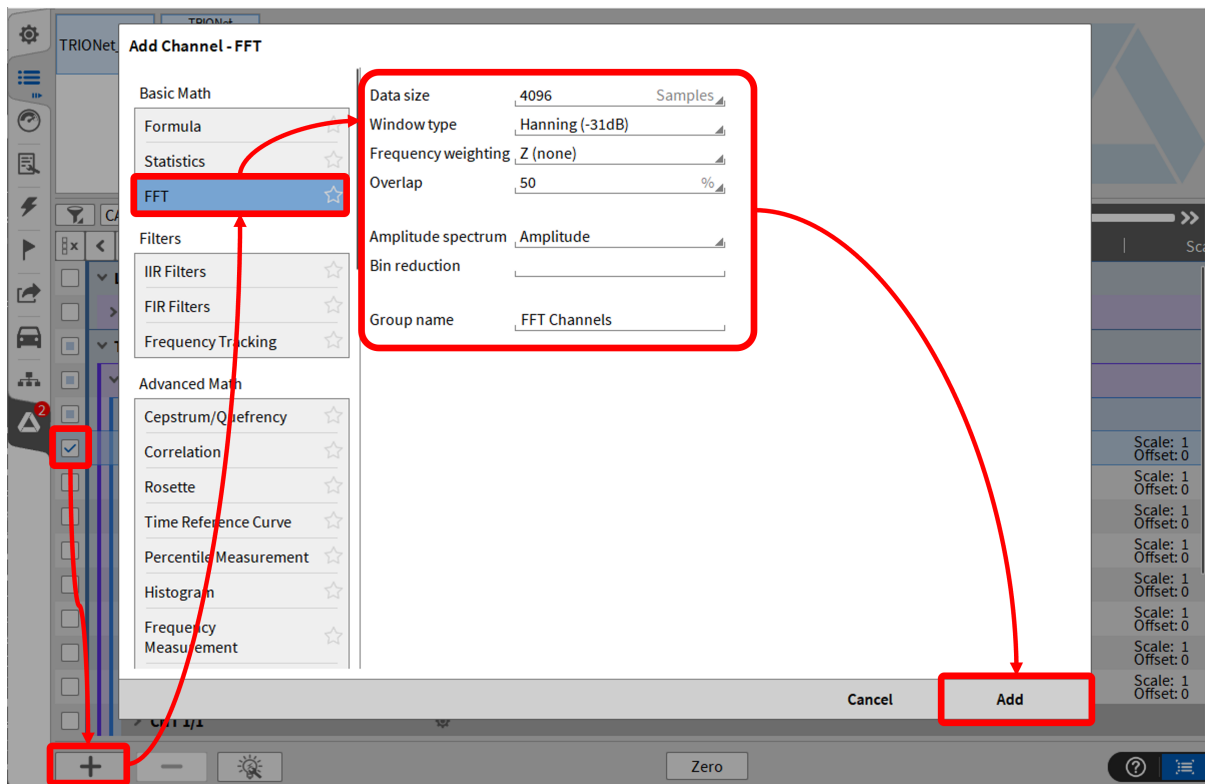 TRIONet
TRIONet_
Add Channel - FFT
Basic Math
Formula
Statistics
FFT
Filters
IIR Filters
FIR Filters
Frequency Tracking
Advanced Math
Cepstrum/Quefrency
Correlation
Rosette
Time Reference Curve
Percentile Measurement
Histogram
Frequency
Measurement
Data size 4096 Samples
Window type Hanning (-31dB)
Frequency weighting Z (none)
Overlap 50 %
Amplitude spectrum Amplitude
Bin reduction
Group name FFT Channels
Cancel Add
2
Sca
Scale: 1
Offset: 0
Scale: 1
Offset: 0
Scale: 1
Offset: 0
Scale: 1
Offset: 0
Scale: 1
Offset: 0
Scale: 1
Offset: 0
Scale: 1
Offset: 0
Scale: 1
Offset: 0
Zero